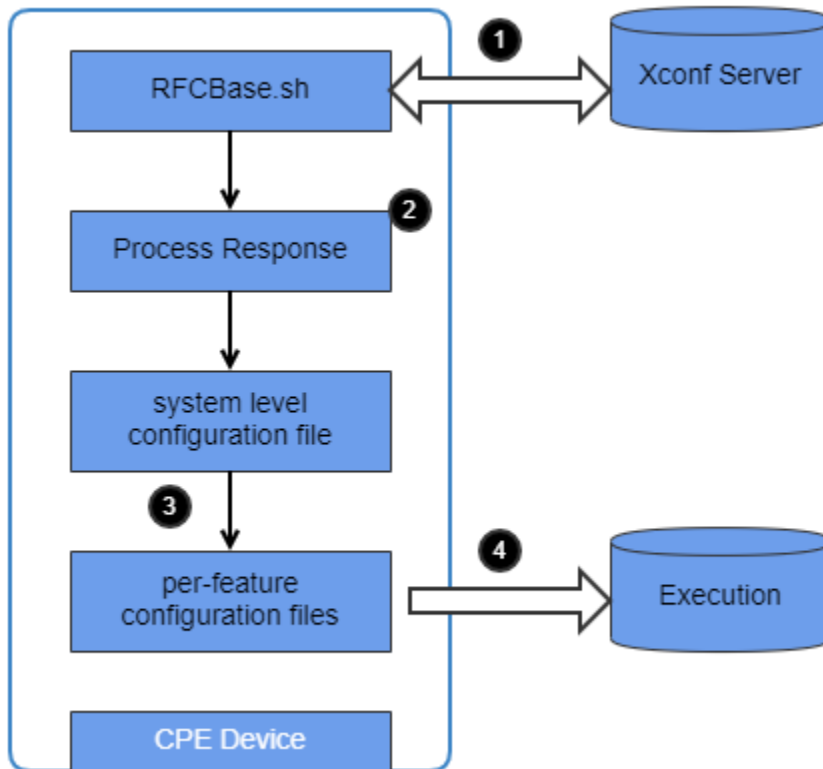 1
RFCBase.sh
Xconf Server
2
Process Response
system level
configuration file
3
4
per-feature
configuration files
Execution
CPE Device